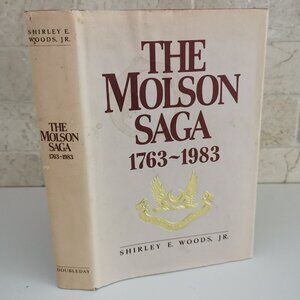 SHIRLEY E.
WOODS, JR.
THE
MOLSON
SAGA
1763~1983
DOUBLEDAY
THE
MOLSON
SAGA
1763~1983
SHIRLEY E. WOODS, JR.